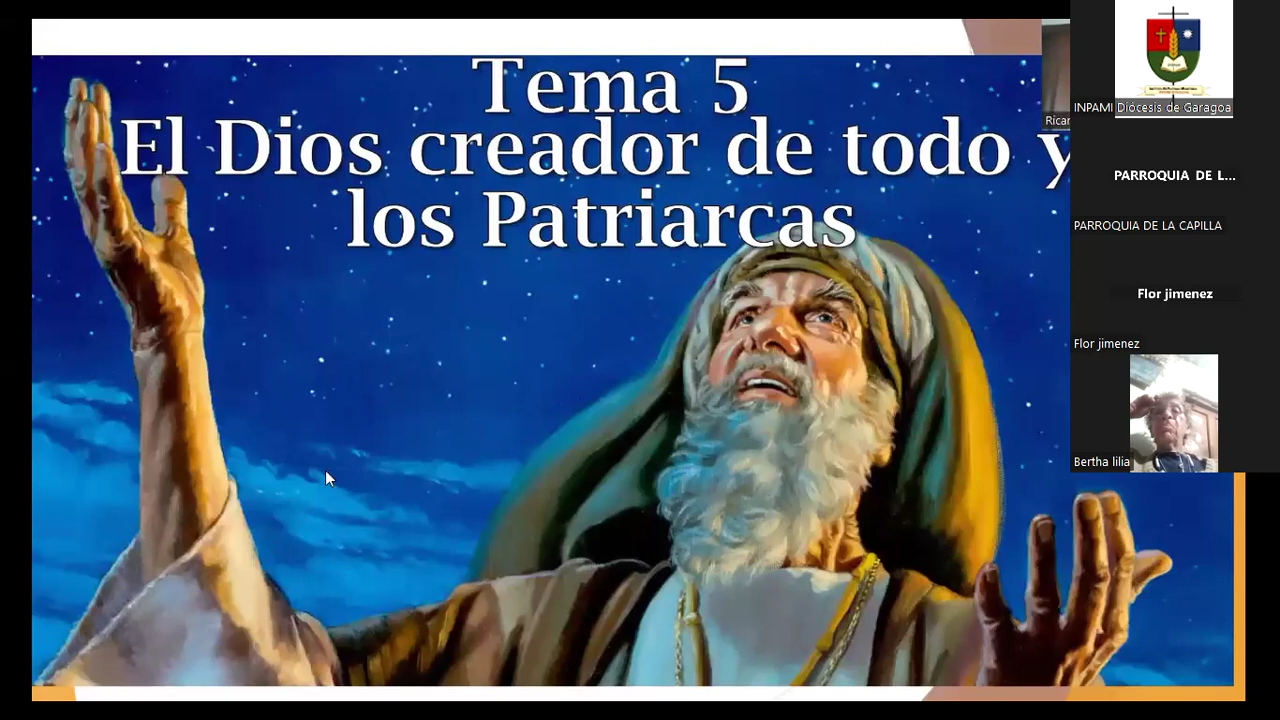 Tema 5
El Dios creador de todo y
los Patriarcas
Ricar
INPAMI Diócesis de Garagoa
PARROQUIA DE L...
PARROQUIA DE LA CAPILLA
Flor jimenez
Flor jimenez
Bertha lilia